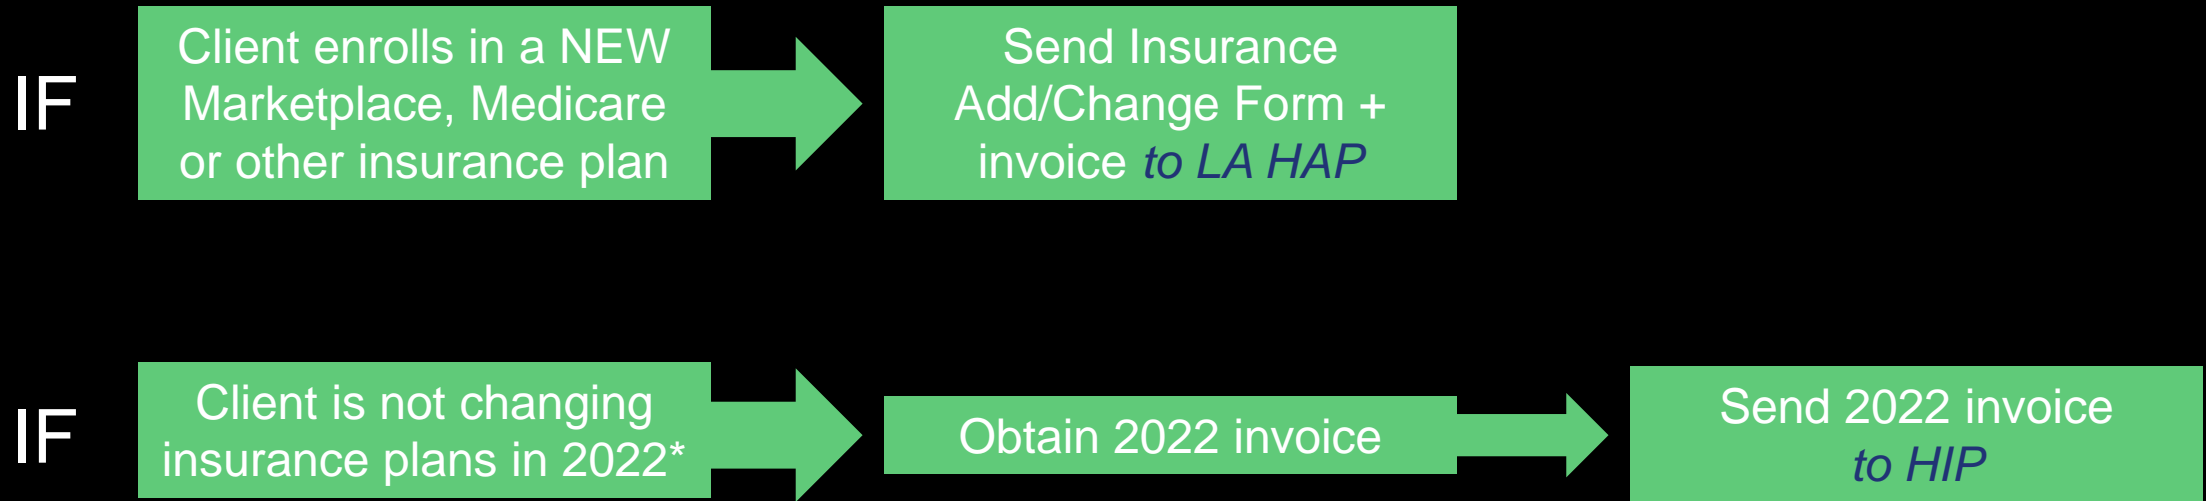 IF
Client enrolls in a NEW
Marketplace, Medicare
or other insurance plan
Send Insurance
Add/Change Form +
invoice to LA HAP
IF
Client is not changing
insurance plans in 2022*
Obtain 2022 invoice
Send 2022 invoice
to HIP